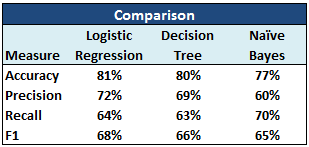 Comparison
Logistic Decision Naïve
Measure Regression Tree Bayes
Accuracy 81% 80% 77%
Precision 72% 69% 60%
Recall 64% 63% 70%
F1 68% 66% 65%